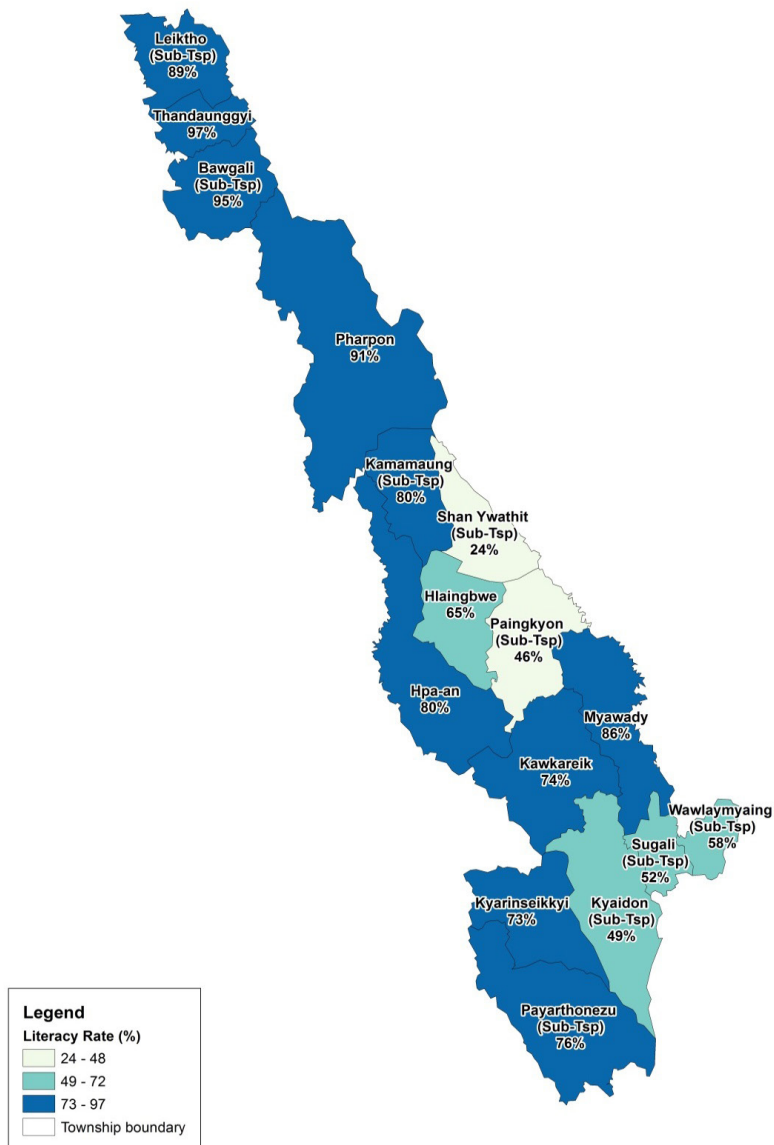 Leiktho
(Sub-Tsp)
89%
Thandaunggyi
97%
Bawgali
(Sub-Tsp)
95%
Pharpon
91%
Kamamaung
(Sub-Tsp)
80%
Shan Ywathit
(Sub-Tsp)
24%
Hlaingbwe
65%
Paingkyon
(Sub-Tsp)
46%
Hpa-an
80%
Myawady
86%
Kawkareik
74%
Wawlaymyaing
(Sub-Tsp)
58%
Sugali
(Sub-Tsp)
52%
Kyarinseikkyi
73%
Kyaidon
(Sub-Tsp)
49%
Payarthonezu
(Sub-Tsp)
76%
Legend
Literacy Rate (%)
24 - 48
49 - 72
73 - 97
Township boundary